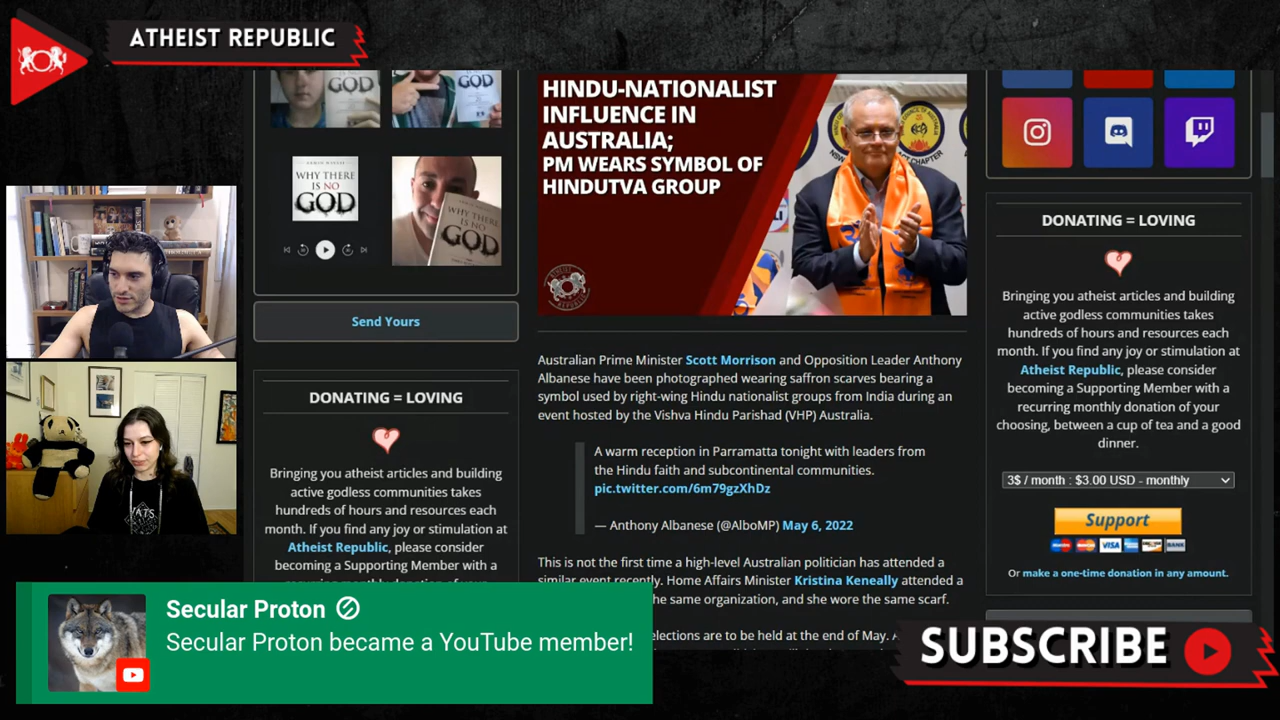 ATHEIST REPUBLIC
GOD
GOD
WHY THERE
IS NO
GOD
WHY THERE
IS NO
GOD
Send Yours
DONATING = LOVING
Bringing you atheist articles and building
active godless communities takes
hundreds of hours and resources each
month. If you find any joy or stimulation at
Atheist Republic, please consider
becoming a Supporting Member with a
HINDU-NATIONALIST
INFLUENCE IN
AUSTRALIA;
PM WEARS SYMBOL OF
HINDUTVA GROUP
Australian Prime Minister Scott Morrison and Opposition Leader Anthony
Albanese have been photographed wearing saffron scarves bearing a
symbol used by right-wing Hindu nationalist groups from India during an
event hosted by the Vishva Hindu Parishad (VHP) Australia.
A warm reception in Parramatta tonight with leaders from
the Hindu faith and subcontinental communities.
pic.twitter.com/6m79gzXhDz
— Anthony Albanese (@AlboMP) May 6, 2022
This is not the first time a high-level Australian politician has attended a
similar event recently. Home Affairs Minister Kristina Keneally attended a
he same organization, and she wore the same scarf.
elections are to be held at the end of May.
DONATING = LOVING
Bringing you atheist articles and building
active godless communities takes
hundreds of hours and resources each
month. If you find any joy or stimulation at
Atheist Republic, please consider
becoming a Supporting Member with a
recurring monthly donation of your
choosing, between a cup of tea and a good
dinner.
3$ / month : $3.00 USD - monthly
Support
VISA
BANK
Or make a one-time donation in any amount.
Secular Proton
Secular Proton became a YouTube member!
SUBSCRIBE